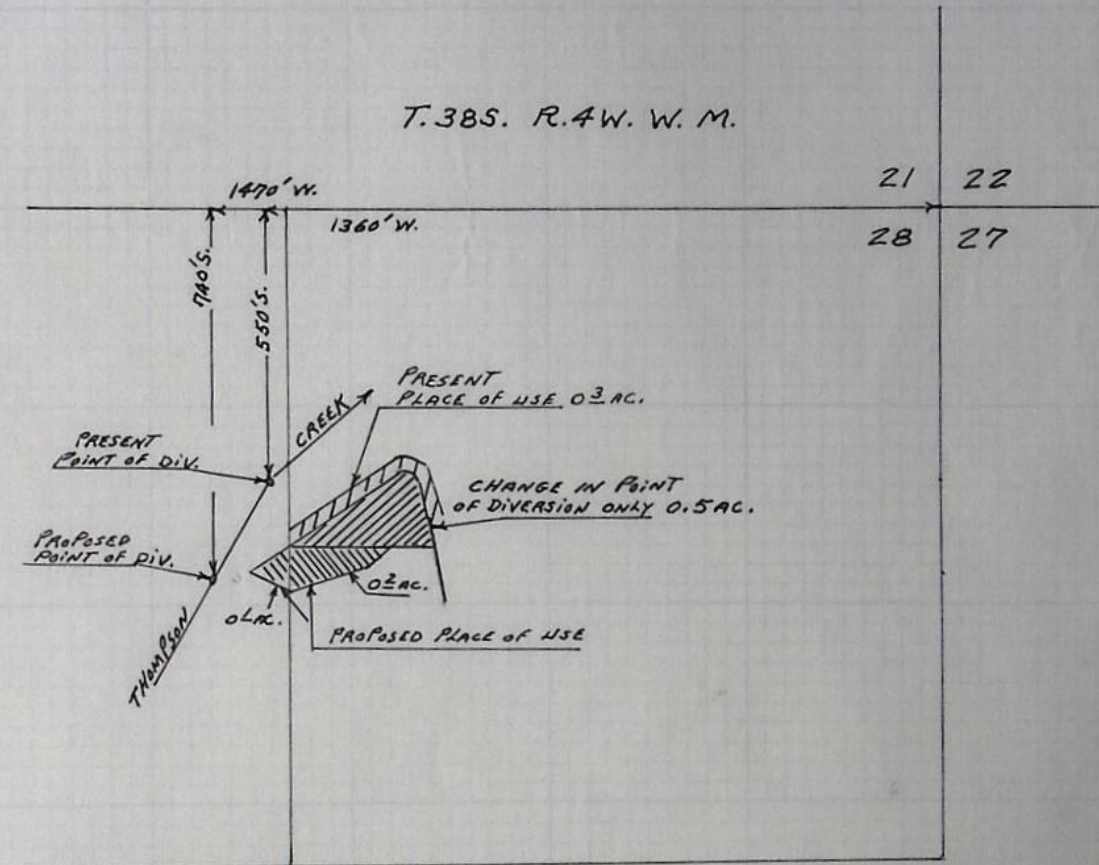 T.38S. R.4W. W.M.
21 22
28 27
1470' W.
1360' W.
740' S.
550' S.
PRESENT
PLACE OF USE 0.3 AC.
CREEK
PRESENT
POINT OF DIV.
CHANGE IN POINT
OF DIVERSION ONLY 0.5 AC.
PROPOSED
POINT OF DIV.
0.2 AC.
0.1 AC.
PROPOSED PLACE OF USE
THOMPSON